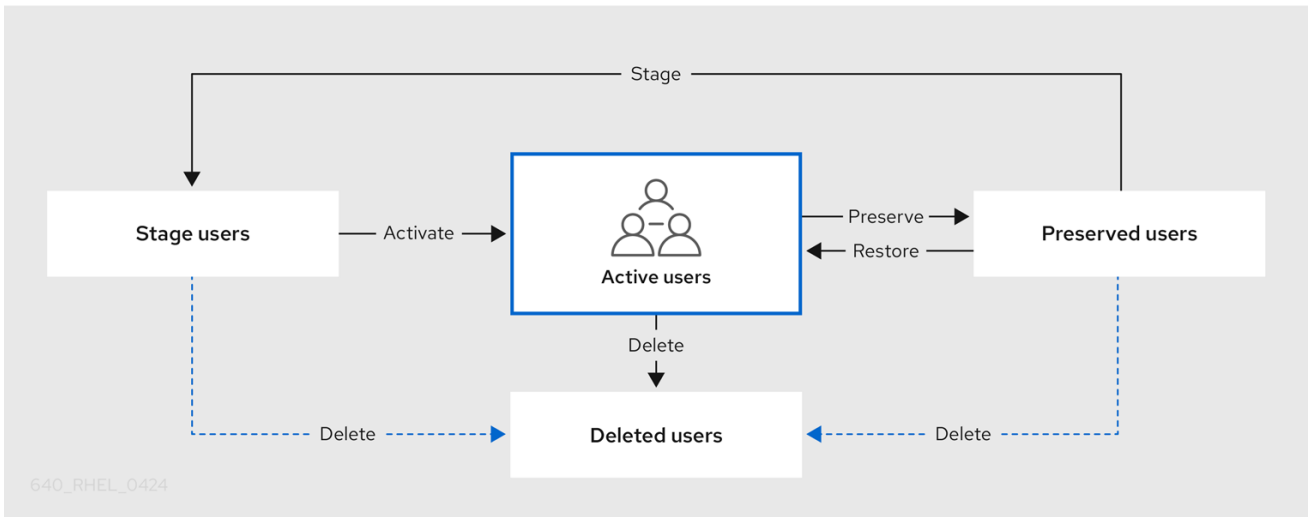 Stage
Stage users
Activate
Active users
Preserve
Restore
Preserved users
Delete
Delete
Deleted users
Delete
640_RHEL_0424